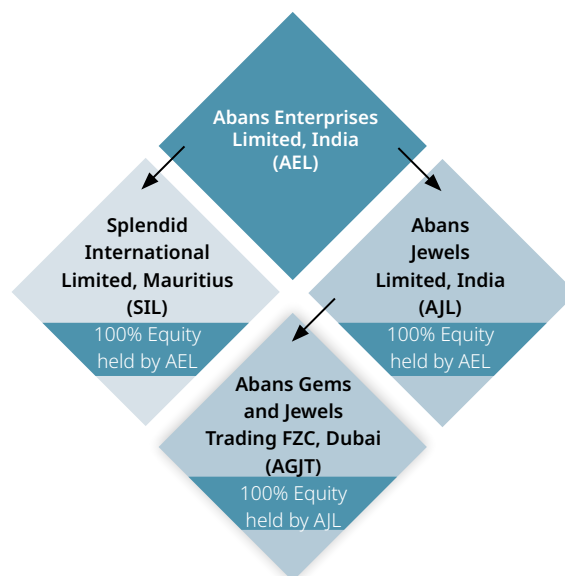 Abans Enterprises
Limited, India
(AEL)
Splendid
International
Limited, Mauritius
(SIL)
100% Equity
held by AEL
Abans
Jewels
Limited, India
(AJL)
100% Equity
held by AEL
Abans Gems
and Jewels
Trading FZC, Dubai
(AGJT)
100% Equity
held by AJL